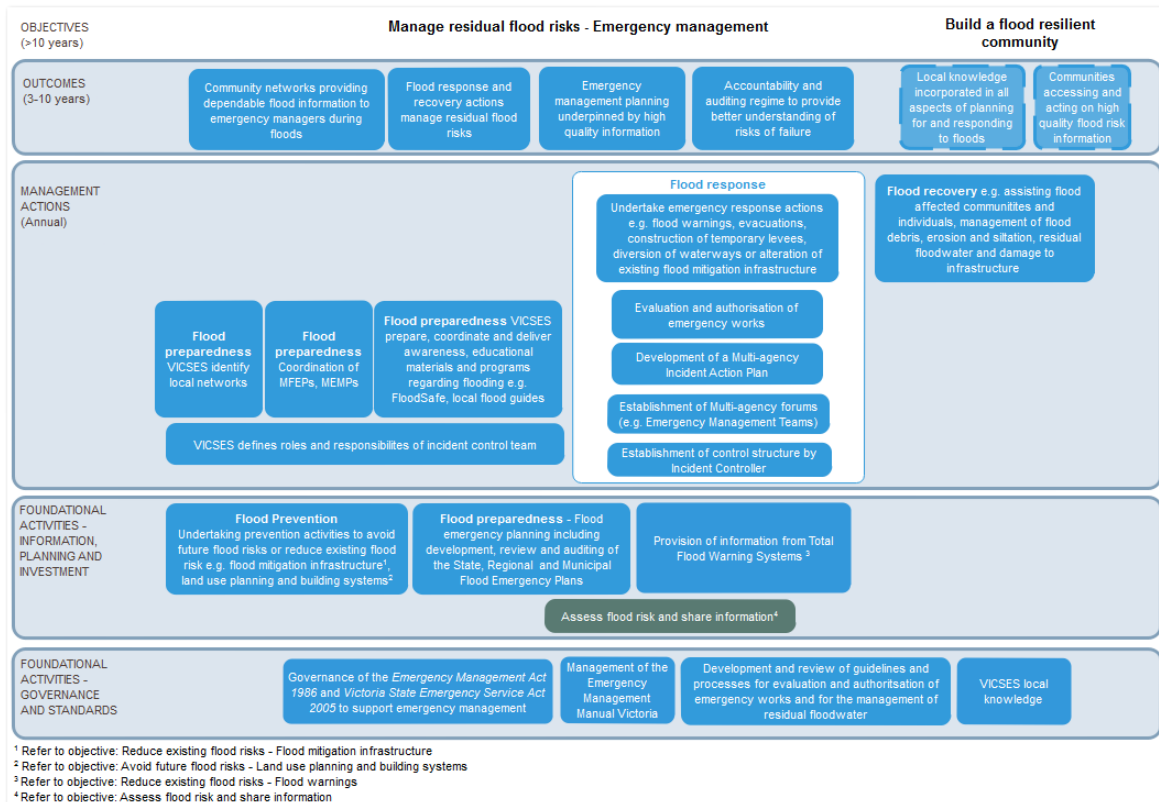 OBJECTIVES
(>10 years)
Manage residual flood risks - Emergency management
Build a flood resilient
community
OUTCOMES
(3-10 years)
Community networks providing
dependable flood information to
emergency managers during
floods
Flood response and
recovery actions
manage residual flood
risks
Emergency
management planning
underpinned by high
quality information
Accountability and
auditing regime to provide
better understanding of
risks of failure
Local knowledge
incorporated in all
aspects of planning
for and responding
to floods
Communities
accessing and
acting on high
quality flood risk
information
MANAGEMENT
ACTIONS
(Annual)
Flood
preparedness
VICSES identify
local networks
Flood
preparedness
Coordination of
MFEPs, MEMPs
Flood preparedness VICSES
prepare, coordinate and deliver
awareness, educational
materials and programs
regarding flooding e.g.
FloodSafe, local flood guides
VICSES defines roles and responsibilites of incident control team
Flood response
Undertake emergency response actions
e.g. flood warnings, evacuations,
construction of temporary levees,
diversion of waterways or alteration of
existing flood mitigation infrastructure
Evaluation and authorisation of
emergency works
Development of a Multi-agency
Incident Action Plan
Establishment of Multi-agency forums
(e.g. Emergency Management Teams)
Establishment of control structure by
Incident Controller
Flood recovery e.g. assisting flood
affected communitites and
individuals, management of flood
debris, erosion and siltation, residual
floodwater and damage to
infrastructure
FOUNDATIONAL
ACTIVITIES -
INFORMATION,
PLANNING AND
INVESTMENT
Flood Prevention
Undertaking prevention activities to avoid
future flood risks or reduce existing flood
risk e.g. flood mitigation infrastructure¹,
land use planning and building systems²
Flood preparedness - Flood
emergency planning including
development, review and auditing of
the State, Regional and Municipal
Flood Emergency Plans
Provision of information from Total
Flood Warning Systems ³
Assess flood risk and share information⁴
FOUNDATIONAL
ACTIVITIES -
GOVERNANCE
AND STANDARDS
Governance of the Emergency Management Act
1986 and Victoria State Emergency Service Act
2005 to support emergency management
Management of the
Emergency
Management
Manual Victoria
Development and review of guidelines and
processes for evaluation and authoritsation of
emergency works and for the management of
residual floodwater
VICSES local
knowledge
¹ Refer to objective: Reduce existing flood risks - Flood mitigation infrastructure
² Refer to objective: Avoid future flood risks - Land use planning and building systems
³ Refer to objective: Reduce existing flood risks - Flood warnings
⁴ Refer to objective: Assess flood risk and share information